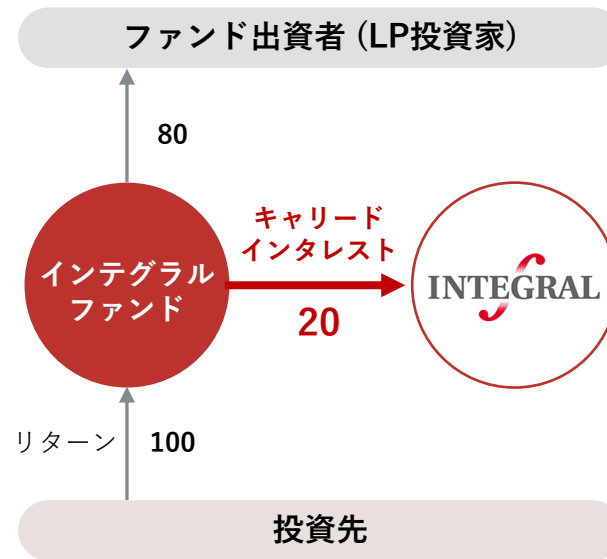 ファンド出資者 (LP投資家)
80
キャリード
インタレスト
インテグラル
ファンド
20
INTEGRAL
リターン
100
投資先